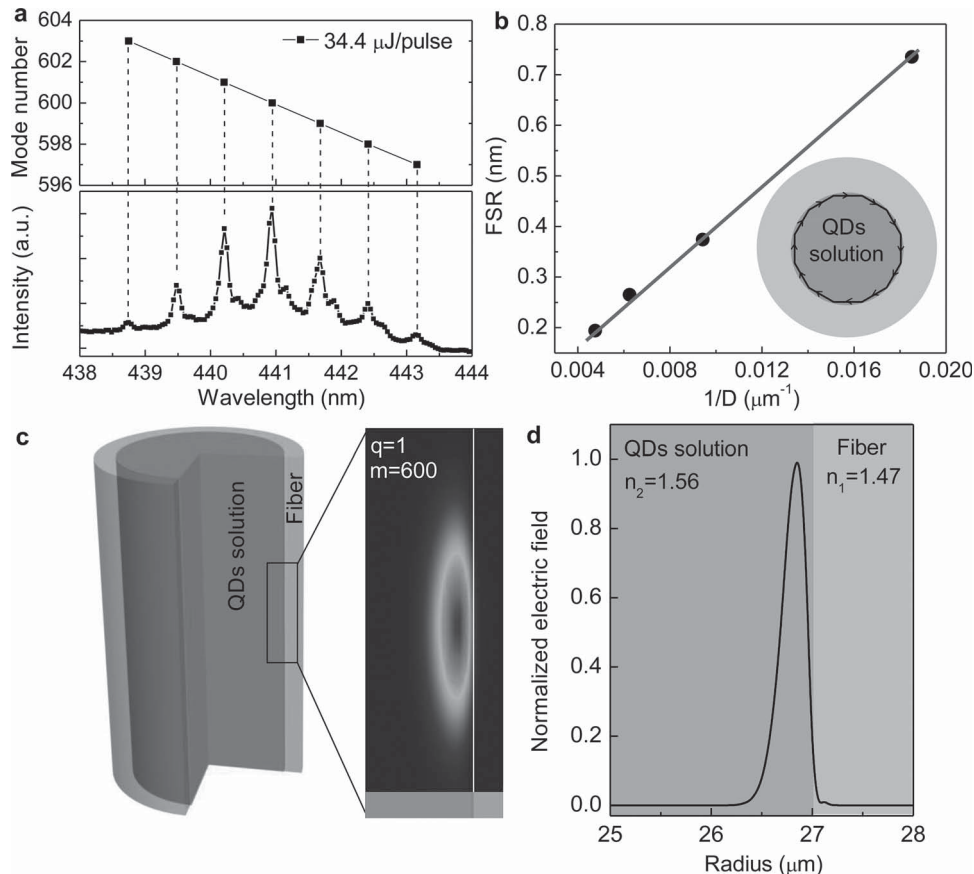 a
Mode number
604
602
600
598
596
34.4 μJ/pulse
Intensity (a.u.)
438 439 440 441 442 443 444
Wavelength (nm)
b
FSR (nm)
0.8
0.7
0.6
0.5
0.4
0.3
0.2
QDs
solution
0.004 0.008 0.012 0.016 0.020
1/D (μm⁻¹)
c
QDs solution
Fiber
q=1
m=600
d
Normalized electric field
1.0
0.8
0.6
0.4
0.2
0.0
QDs solution
n₂=1.56
Fiber
n₁=1.47
25 26 27 28
Radius (μm)